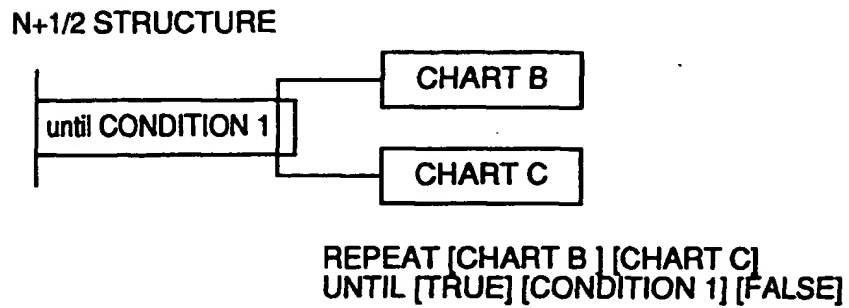 N+1/2 STRUCTURE
CHART B
until CONDITION 1
CHART C
REPEAT [CHART B ] [CHART C]
UNTIL [TRUE] [CONDITION 1] [FALSE]